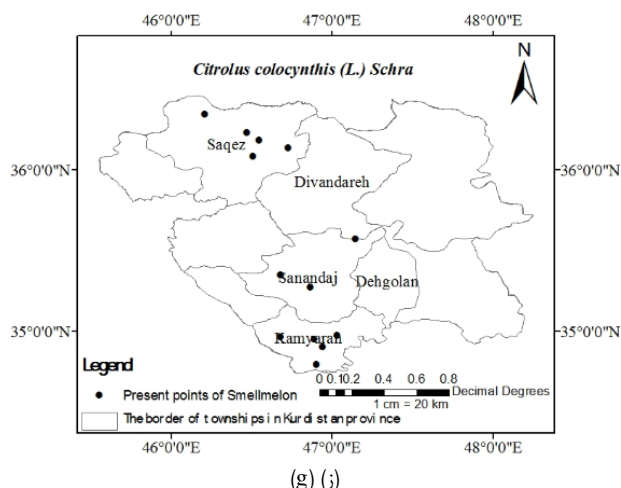 46°0'0"E 47°0'0"E 48°0'0"E
N
Citrolus colocynthis (L.) Schra
Saqez
36°0'0"N 36°0'0"N
Divandareh
Sanandaj Dehgolan
35°0'0"N 35°0'0"N
Kamyaran
Legend
0 0.10.2 0.4 0.6 0.8
Decimal Degrees
Present points of Smellmelon
1 cm = 20 km
The border of townships in Kurdistan province
46°0'0"E 47°0'0"E 48°0'0"E
(g) (ز)